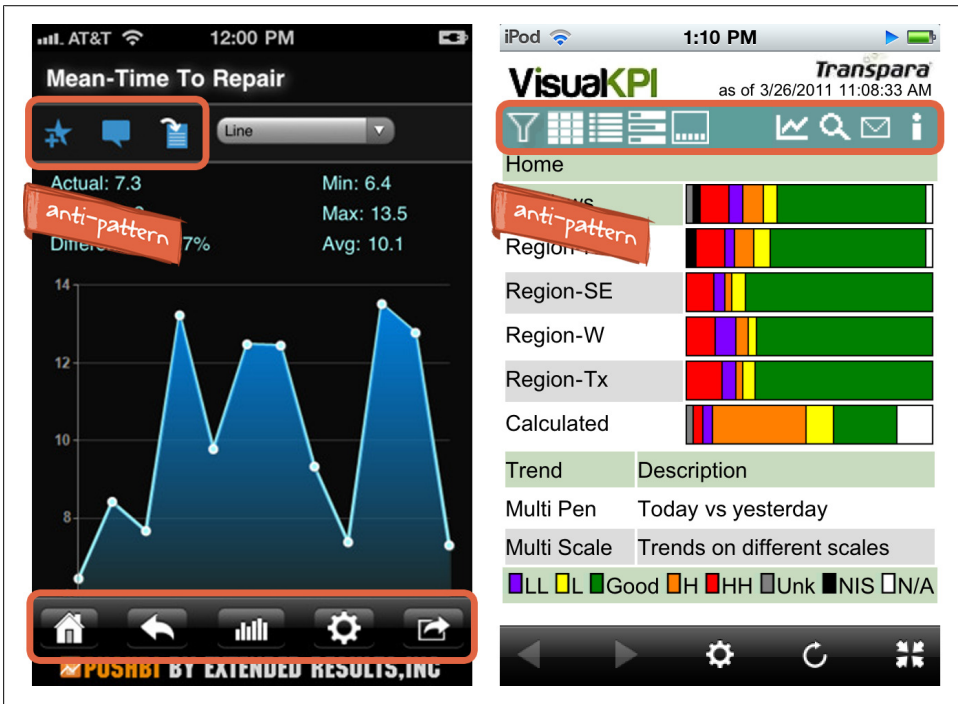 AT&T 12:00 PM
Mean-Time To Repair
Line
Actual: 7.3 Min: 6.4
Max: 13.5
7% Avg: 10.1
anti-pattern
14
12
10
8
PUSHBI BY EXTENDED RESULTS,INC
iPod 1:10 PM
VisualKPI Transpara
as of 3/26/2011 11:08:33 AM
Home
anti-pattern
Region-SE
Region-W
Region-Tx
Calculated
Trend Description
Multi Pen Today vs yesterday
Multi Scale Trends on different scales
LL L Good H HH Unk NIS N/A